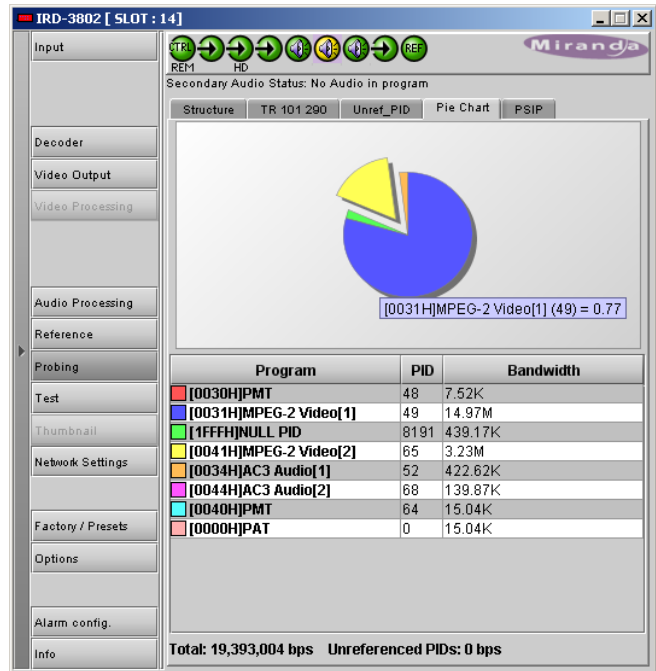 IRD-3802 [ SLOT : 14]
Input
CTRL REF
REM HD
Miranda
Secondary Audio Status: No Audio in program
Structure TR 101 290 Unref_PID Pie Chart PSIP
Decoder
Video Output
Video Processing
Audio Processing
Reference
Probing
Test
Thumbnail
Network Settings
Factory / Presets
Options
Alarm config.
Info
[0031H]MPEG-2 Video[1] (49) = 0.77
Program PID Bandwidth
[0030H]PMT 48 7.52K
[0031H]MPEG-2 Video[1] 49 14.97M
[1FFFH]NULL PID 8191 439.17K
[0041H]MPEG-2 Video[2] 65 3.23M
[0034H]AC3 Audio[1] 52 422.62K
[0044H]AC3 Audio[2] 68 139.87K
[0040H]PMT 64 15.04K
[0000H]PAT 0 15.04K
Total: 19,393,004 bps Unreferenced PIDs: 0 bps